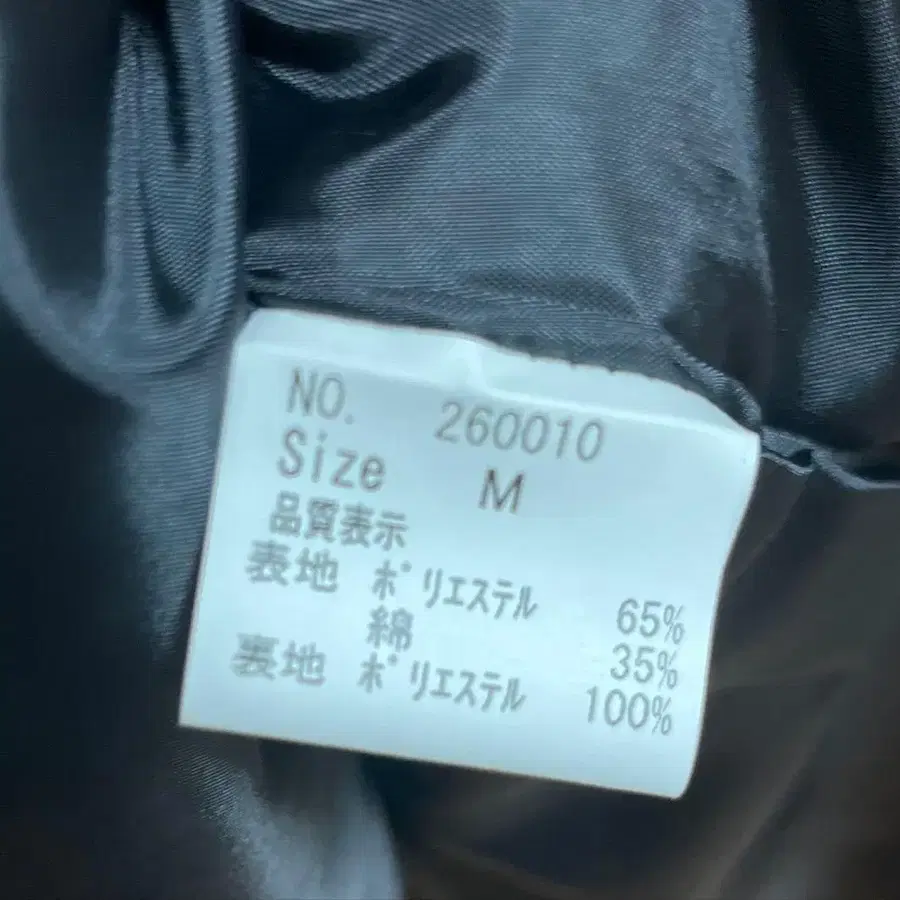 NO. 260010
Size M
品質表示
表地 ポリエステル 65%
綿 35%
裏地 ポリエステル 100%